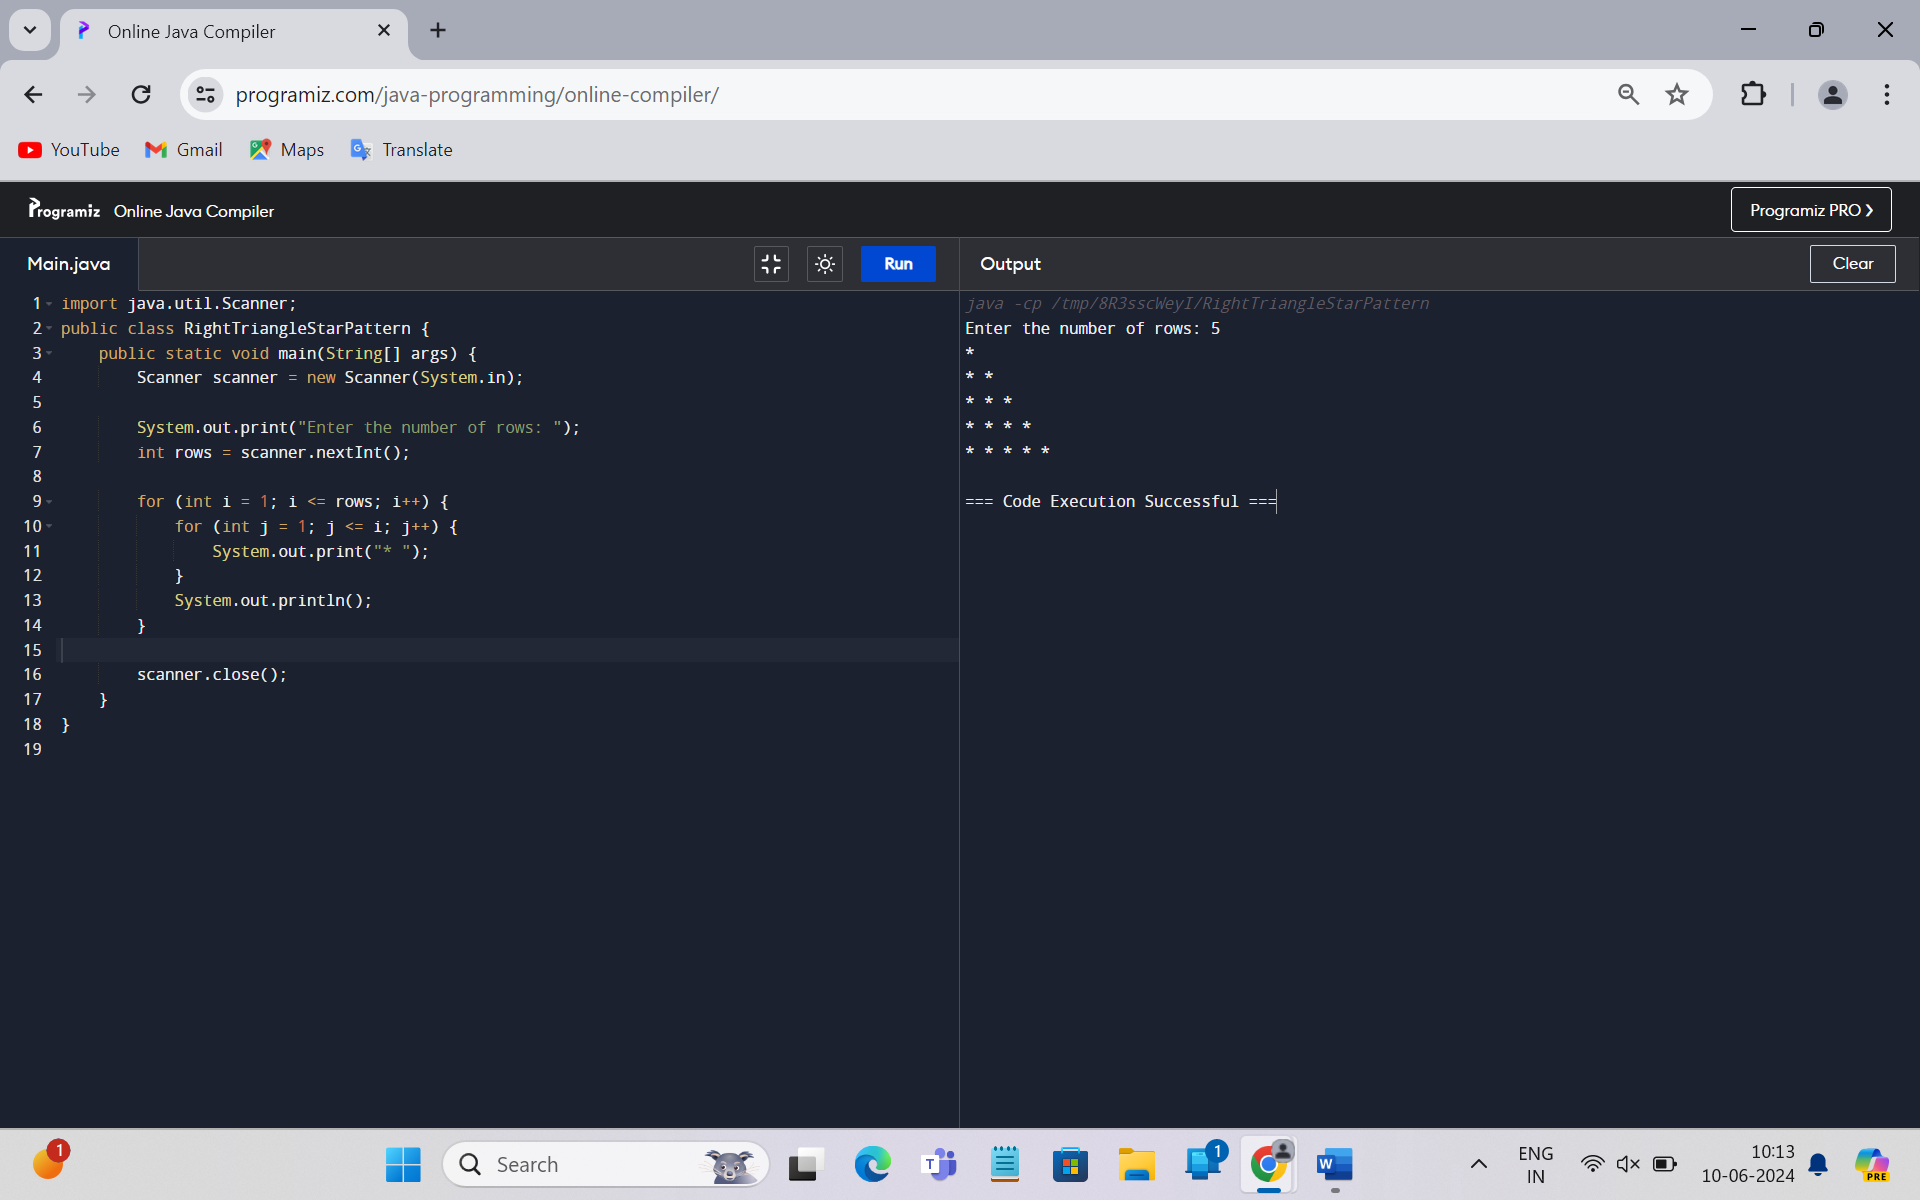 Online Java Compiler
programiz.com/java-programming/online-compiler/
YouTube Gmail Maps Translate
Programiz Online Java Compiler Programiz PRO ❯
Main.java Run Output Clear
1 import java.util.Scanner;
2 public class RightTriangleStarPattern {
3     public static void main(String[] args) {
4         Scanner scanner = new Scanner(System.in);
5
6         System.out.print("Enter the number of rows: ");
7         int rows = scanner.nextInt();
8
9         for (int i = 1; i <= rows; i++) {
10             for (int j = 1; j <= i; j++) {
11                 System.out.print("* ");
12             }
13             System.out.println();
14         }
15
16         scanner.close();
17     }
18 }
19
java -cp /tmp/8R3sscWeyI/RightTriangleStarPattern
Enter the number of rows: 5
*
* *
* * *
* * * *
* * * * *
=== Code Execution Successful ===
1
Search
T
1
W
ENG
IN
10:13
10-06-2024
PRE